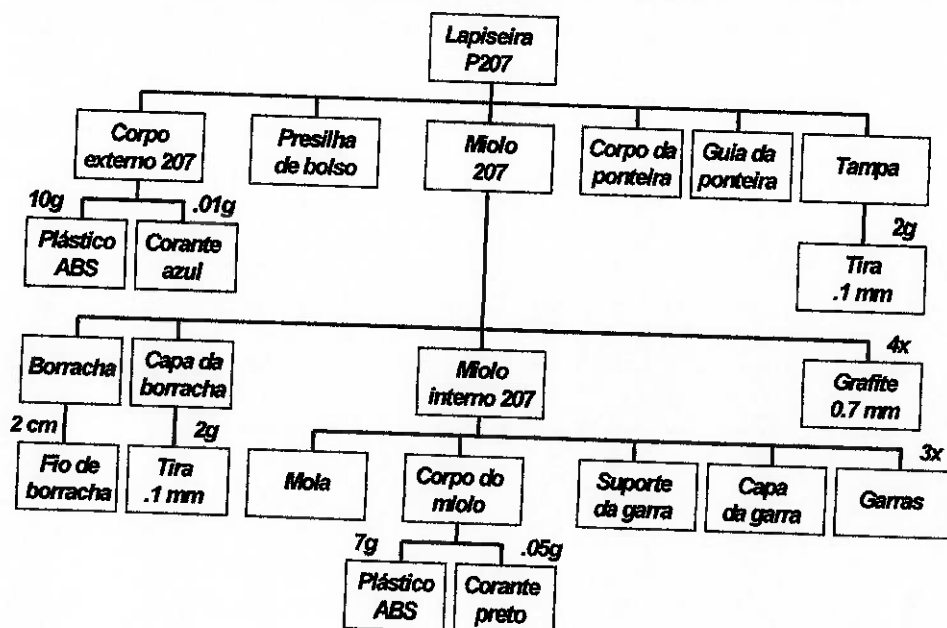 Lapiseira
P207
Corpo
externo 207
Presilha
de bolso
Miolo
207
Corpo da
ponteira
Guia da
ponteira
Tampa
10g
.01g
2g
Plástico
ABS
Corante
azul
Tira
.1 mm
Borracha
Capa da
borracha
Miolo
interno 207
4x
Grafite
0.7 mm
2 cm
2g
3x
Fio de
borracha
Tira
.1 mm
Mola
Corpo do
miolo
Suporte
da garra
Capa
da garra
Garras
7g
.05g
Plástico
ABS
Corante
preto